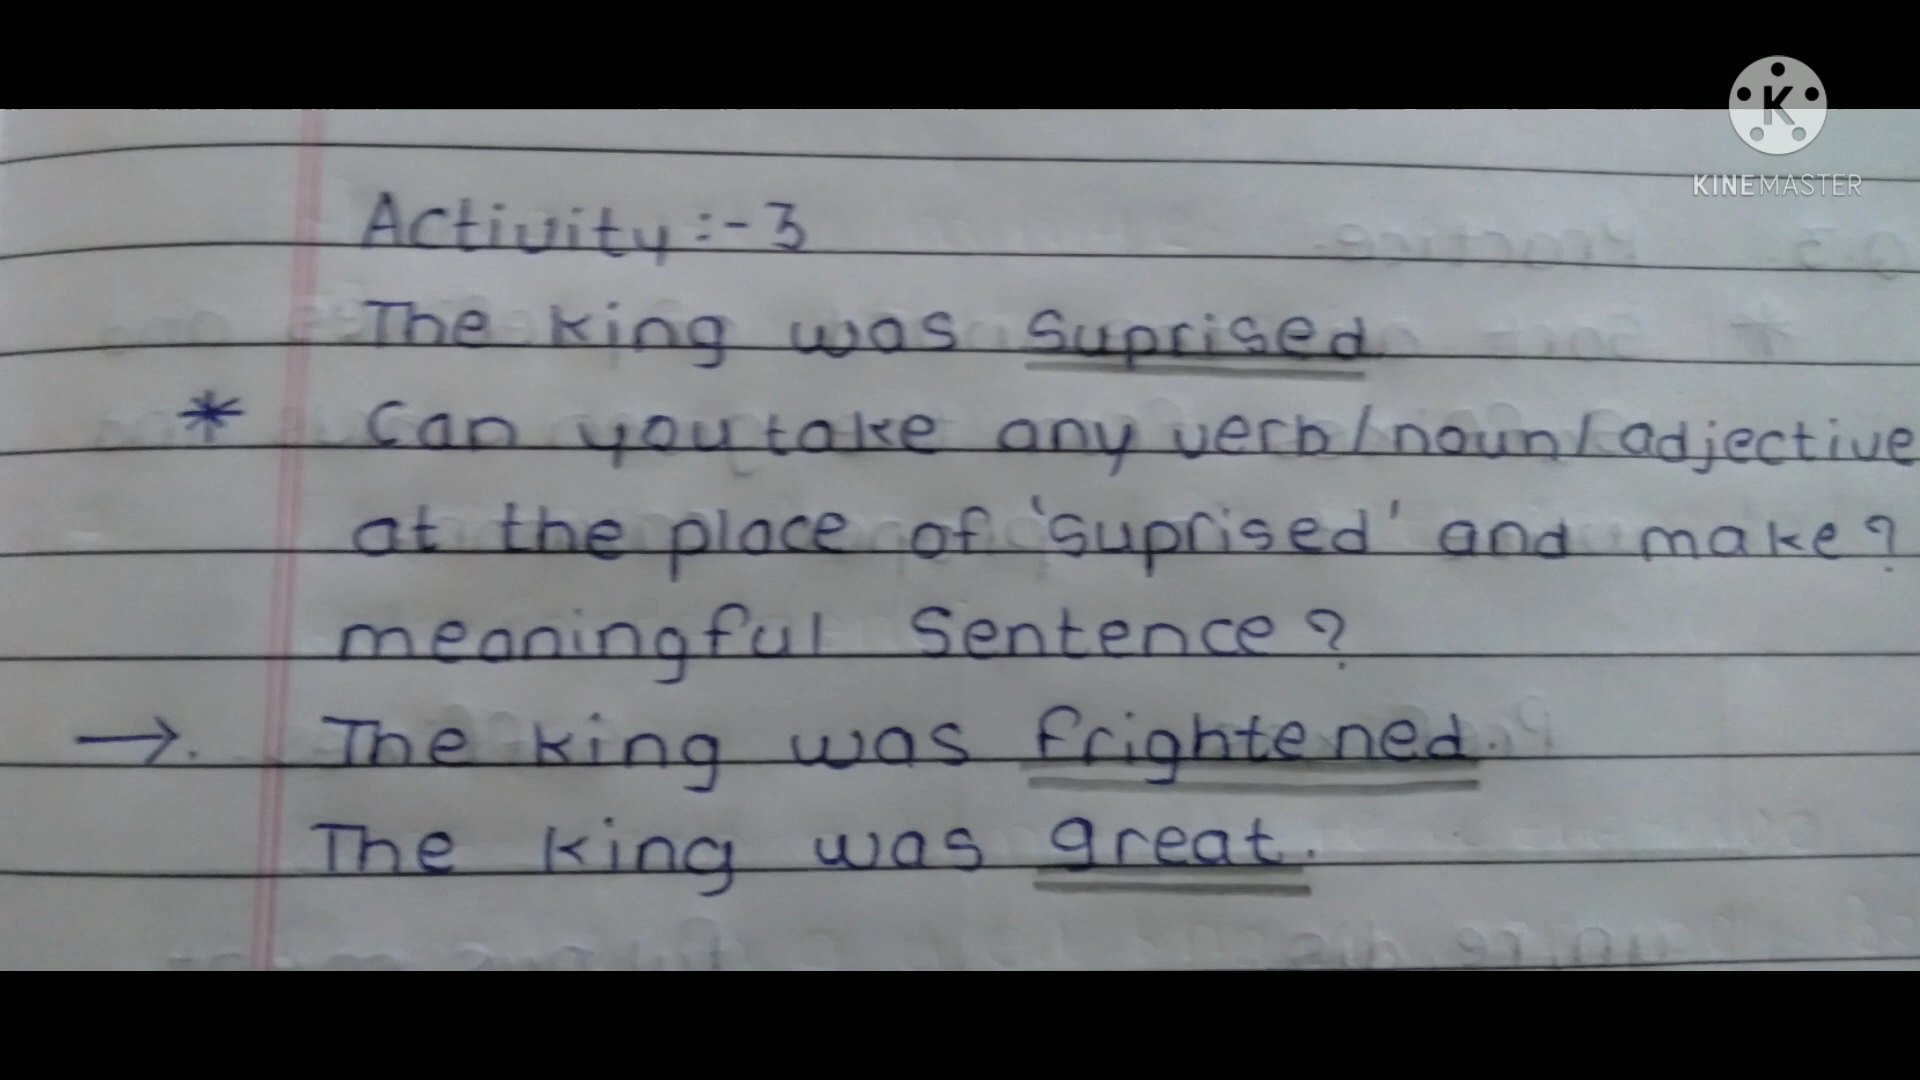 K
KINEMASTER
Activity :- 3
The king was suprised
* can you take any verb/noun/adjective
at the place of 'suprised' and make?
meaningful Sentence?
→. The king was frightened.
The king was great.